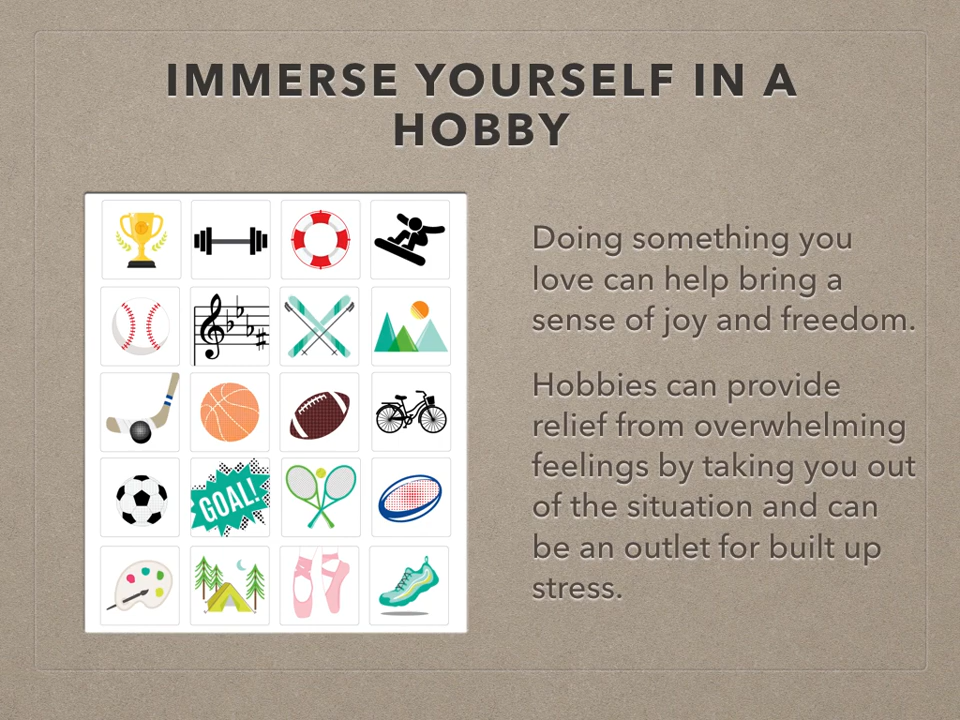 IMMERSE YOURSELF IN A
HOBBY
GOAL!
Doing something you
love can help bring a
sense of joy and freedom.
Hobbies can provide
relief from overwhelming
feelings by taking you out
of the situation and can
be an outlet for built up
stress.